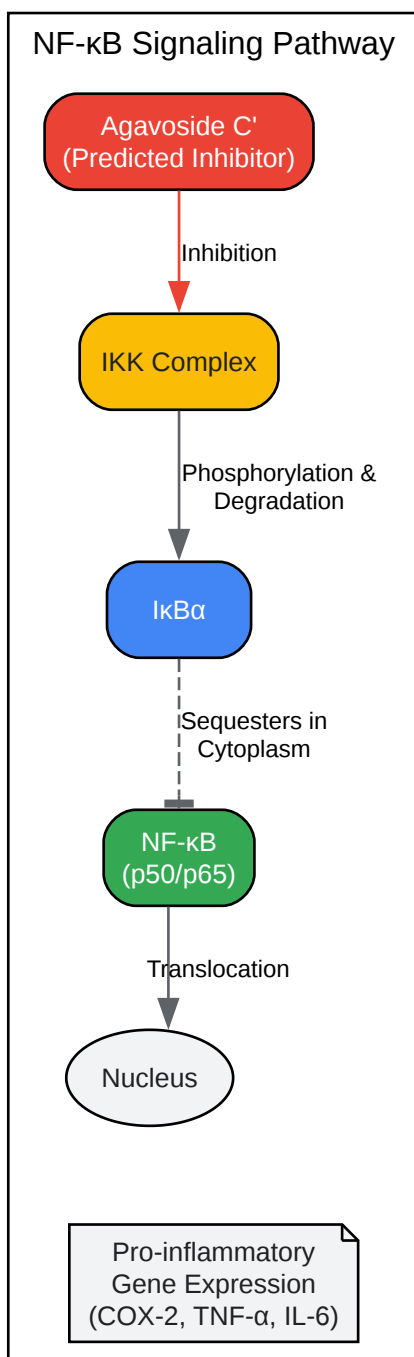 NF-κB Signaling Pathway
Agavoside C'
(Predicted Inhibitor)
Inhibition
IKK Complex
Phosphorylation &
Degradation
IκBα
Sequesters in
Cytoplasm
NF-κB
(p50/p65)
Translocation
Nucleus
Pro-inflammatory
Gene Expression
(COX-2, TNF-α, IL-6)